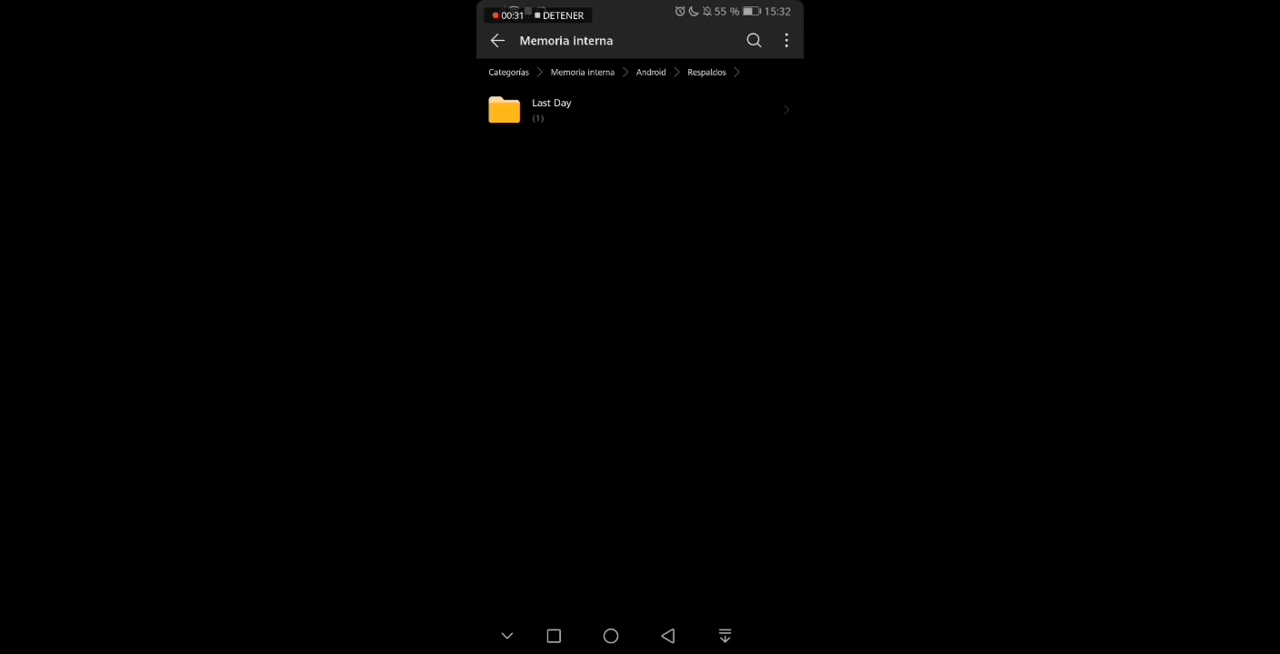 00:31 DETENER 55 % 15:32
Memoria interna
Categorías Memoria interna Android Respaldos
Last Day
(1)